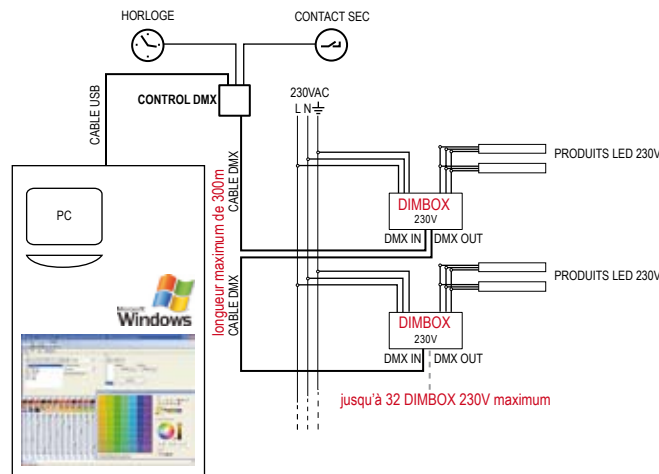 HORLOGE
CONTACT SEC
CABLE USB
CONTROL DMX
230VAC
L N
PC
longueur maximum de 300m
CABLE DMX
CABLE DMX
DIMBOX
230V
DMX IN
DMX OUT
PRODUITS LED 230V
DIMBOX
230V
DMX IN
DMX OUT
PRODUITS LED 230V
Microsoft
Windows
jusqu'à 32 DIMBOX 230V maximum